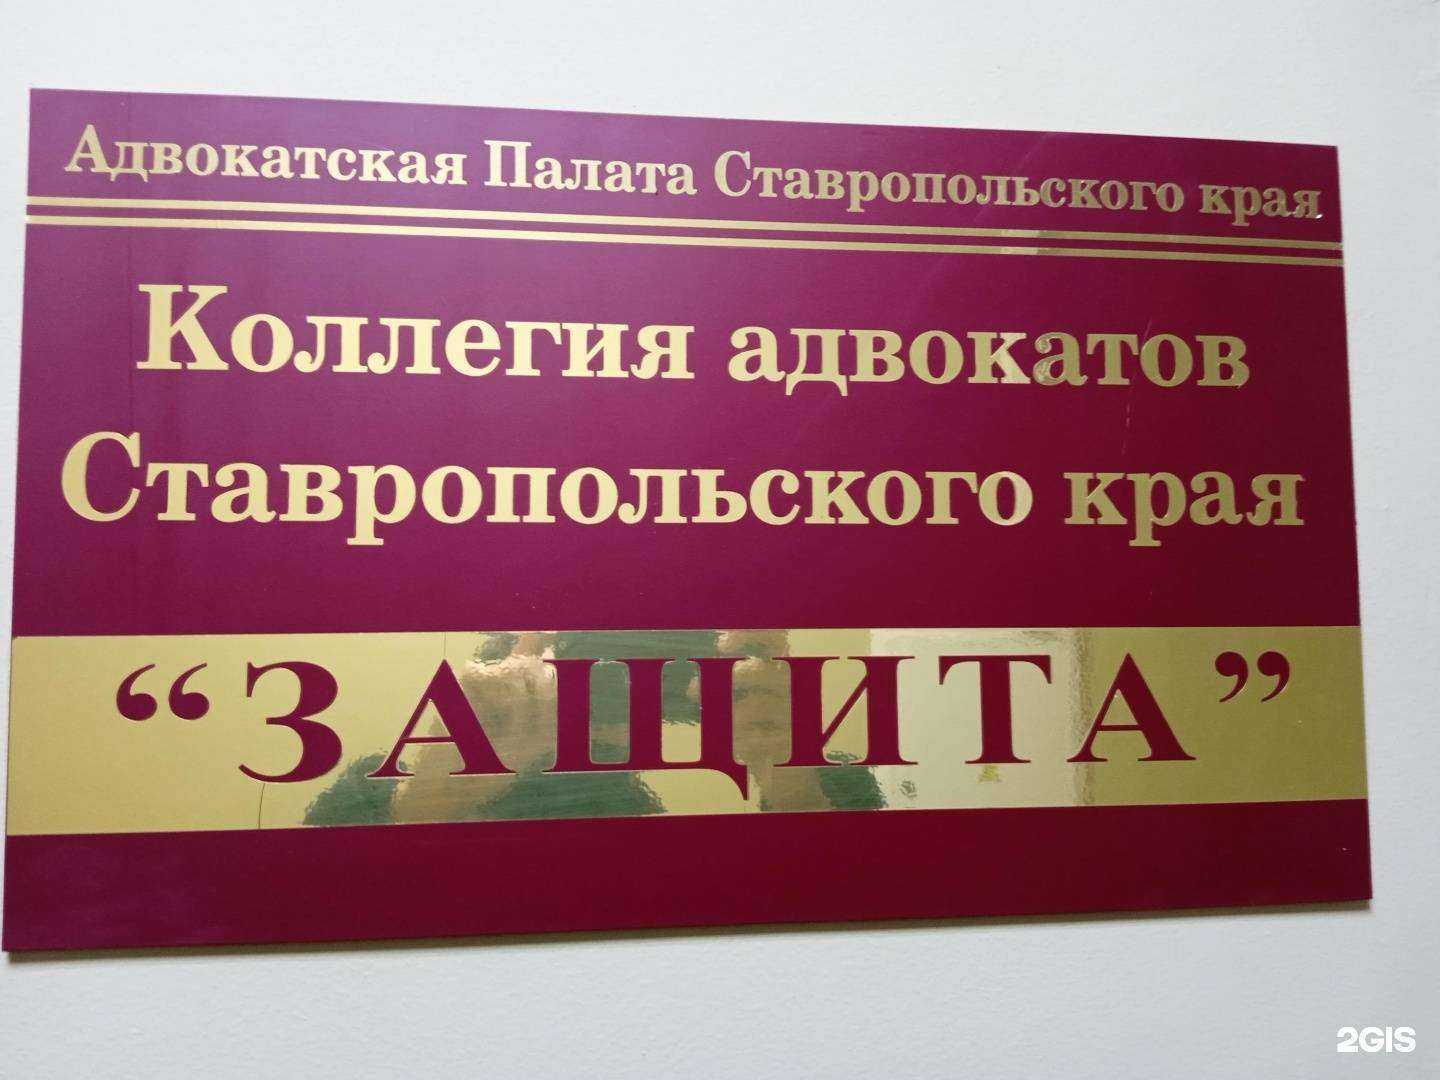 Адвокатская Палата Ставропольского края
Коллегия адвокатов
Ставропольского края
“ЗАЩИТА”
2GIS